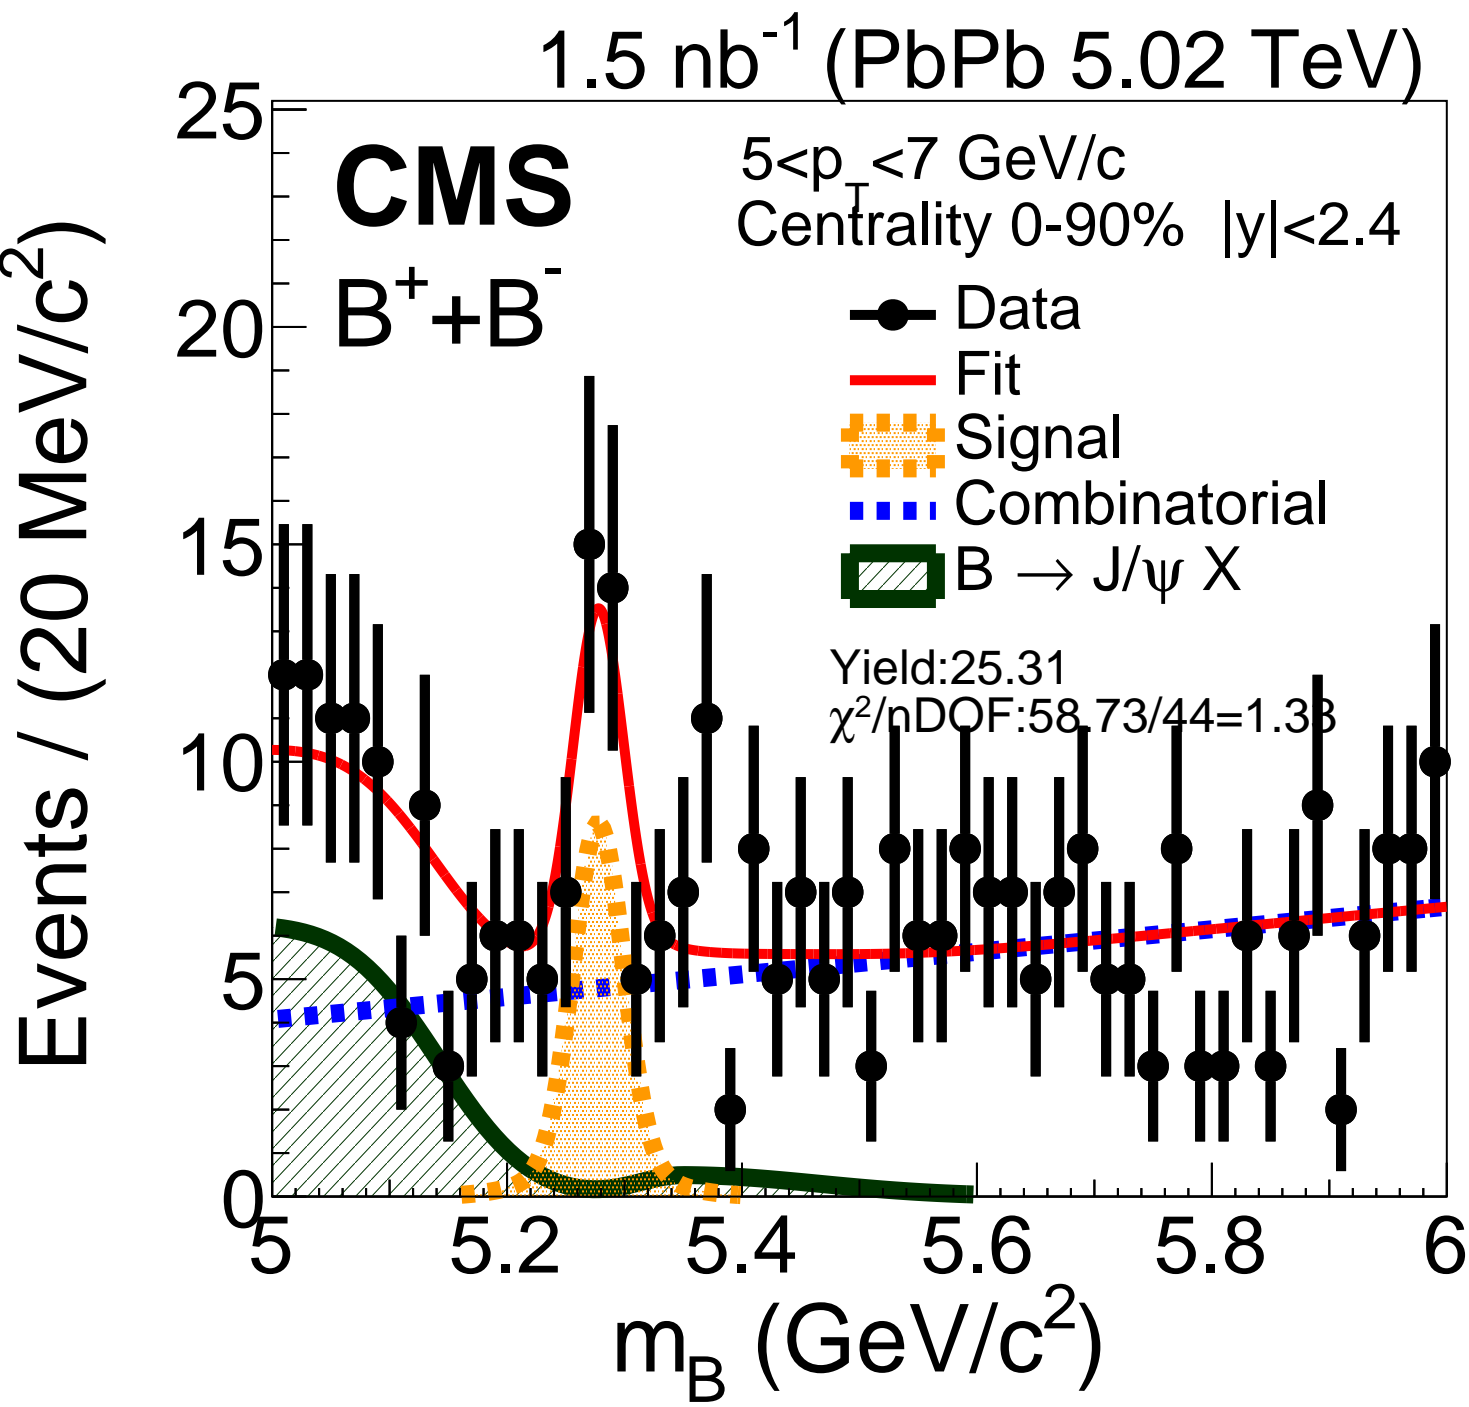 1.5 nb⁻¹ (PbPb 5.02 TeV)
CMS
B⁺+B⁻
5<p_T<7 GeV/c
Centrality 0-90% |y|<2.4
Data
Fit
Signal
Combinatorial
B → J/ψ X
Yield:25.31
χ²/nDOF:58.73/44=1.33
Events / (20 MeV/c²)
25
20
15
10
5
0
5 5.2 5.4 5.6 5.8 6
m_B (GeV/c²)